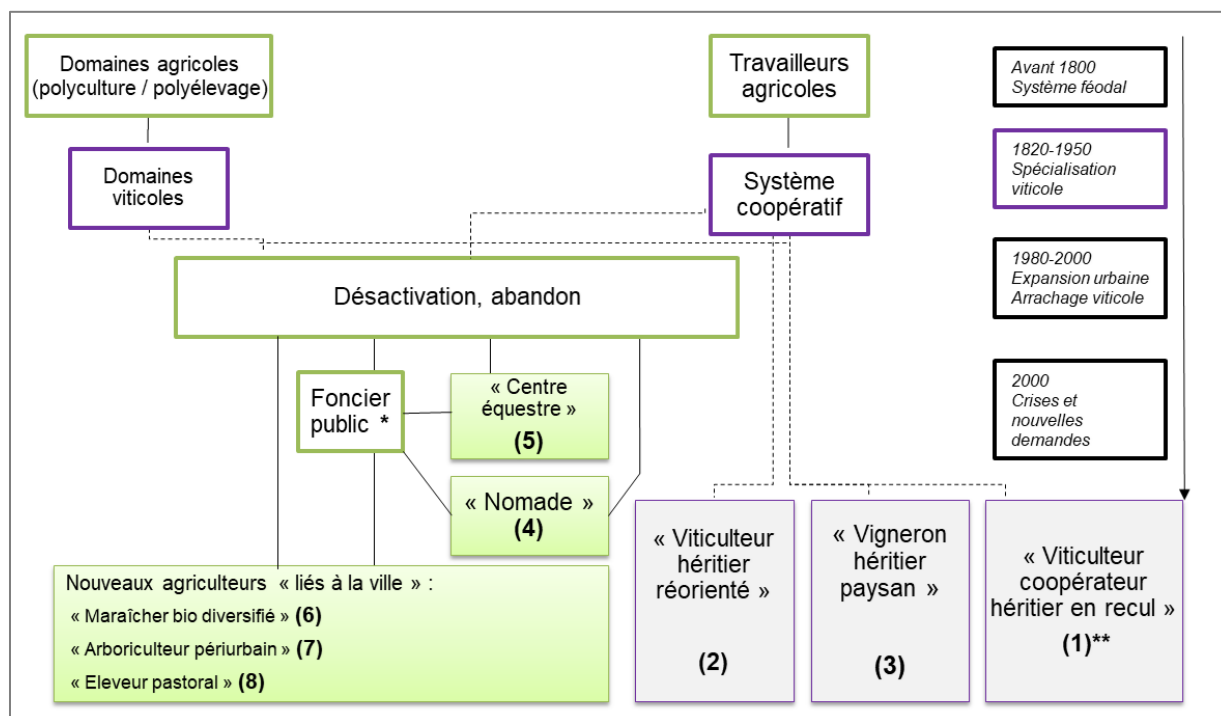 Domaines agricoles
(polyculture / polyélevage)
Travailleurs
agricoles
Avant 1800
Système féodal
Domaines
viticoles
Système
coopératif
1820-1950
Spécialisation
viticole
Désactivation, abandon
1980-2000
Expansion urbaine
Arrachage viticole
Foncier
public *
« Centre
équestre »
(5)
2000
Crises et
nouvelles
demandes
« Nomade »
(4)
« Viticulteur
héritier
réorienté »
(2)
« Vigneron
héritier
paysan »
(3)
« Viticulteur
coopérateur
héritier en recul »
(1)**
Nouveaux agriculteurs « liés à la ville » :
« Maraîcher bio diversifié » (6)
« Arboriculteur périurbain » (7)
« Eleveur pastoral » (8)